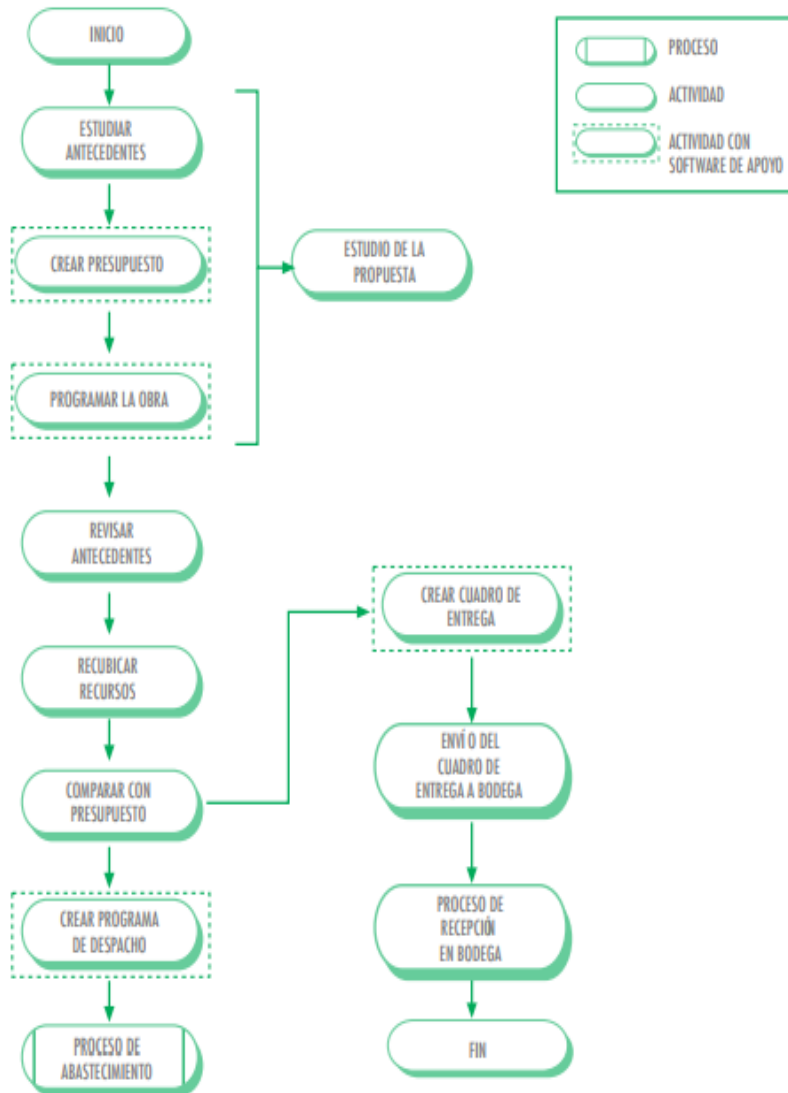 INICIO
ESTUDIAR
ANTECEDENTES
CREAR PRESUPUESTO
PROGRAMAR LA OBRA
ESTUDIO DE LA
PROPUESTA
PROCESO
ACTIVIDAD
ACTIVIDAD CON
SOFTWARE DE APOYO
REVISAR
ANTECEDENTES
RECUBICAR
RECURSOS
COMPARAR CON
PRESUPUESTO
CREAR PROGRAMA
DE DESPACHO
PROCESO DE
ABASTECIMIENTO
CREAR CUADRO DE
ENTREGA
ENVÍO DEL
CUADRO DE
ENTREGA A BODEGA
PROCESO DE
RECEPCIÓN
EN BODEGA
FIN